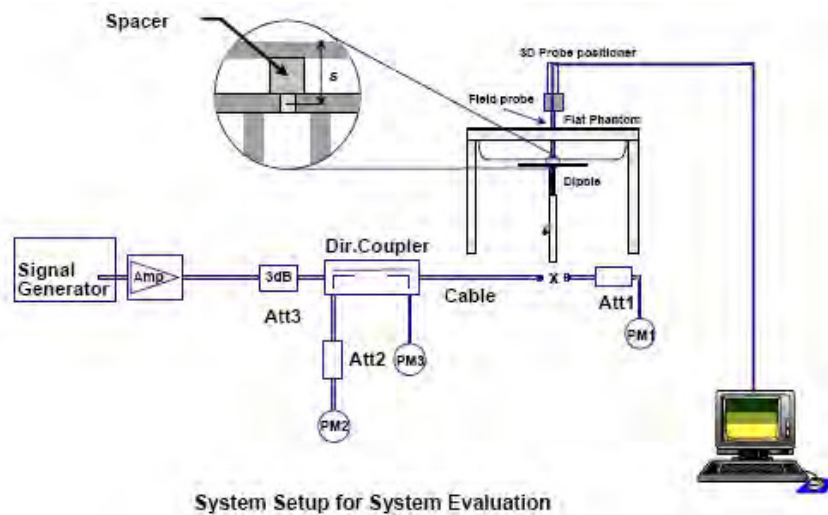 Spacer
s
3D Probe positioner
Field probe
Flat Phantom
Dipole
Signal
Generator
Amp
3dB
Att3
Dir.Coupler
Cable
x
Att1
PM1
Att2
PM3
PM2
System Setup for System Evaluation